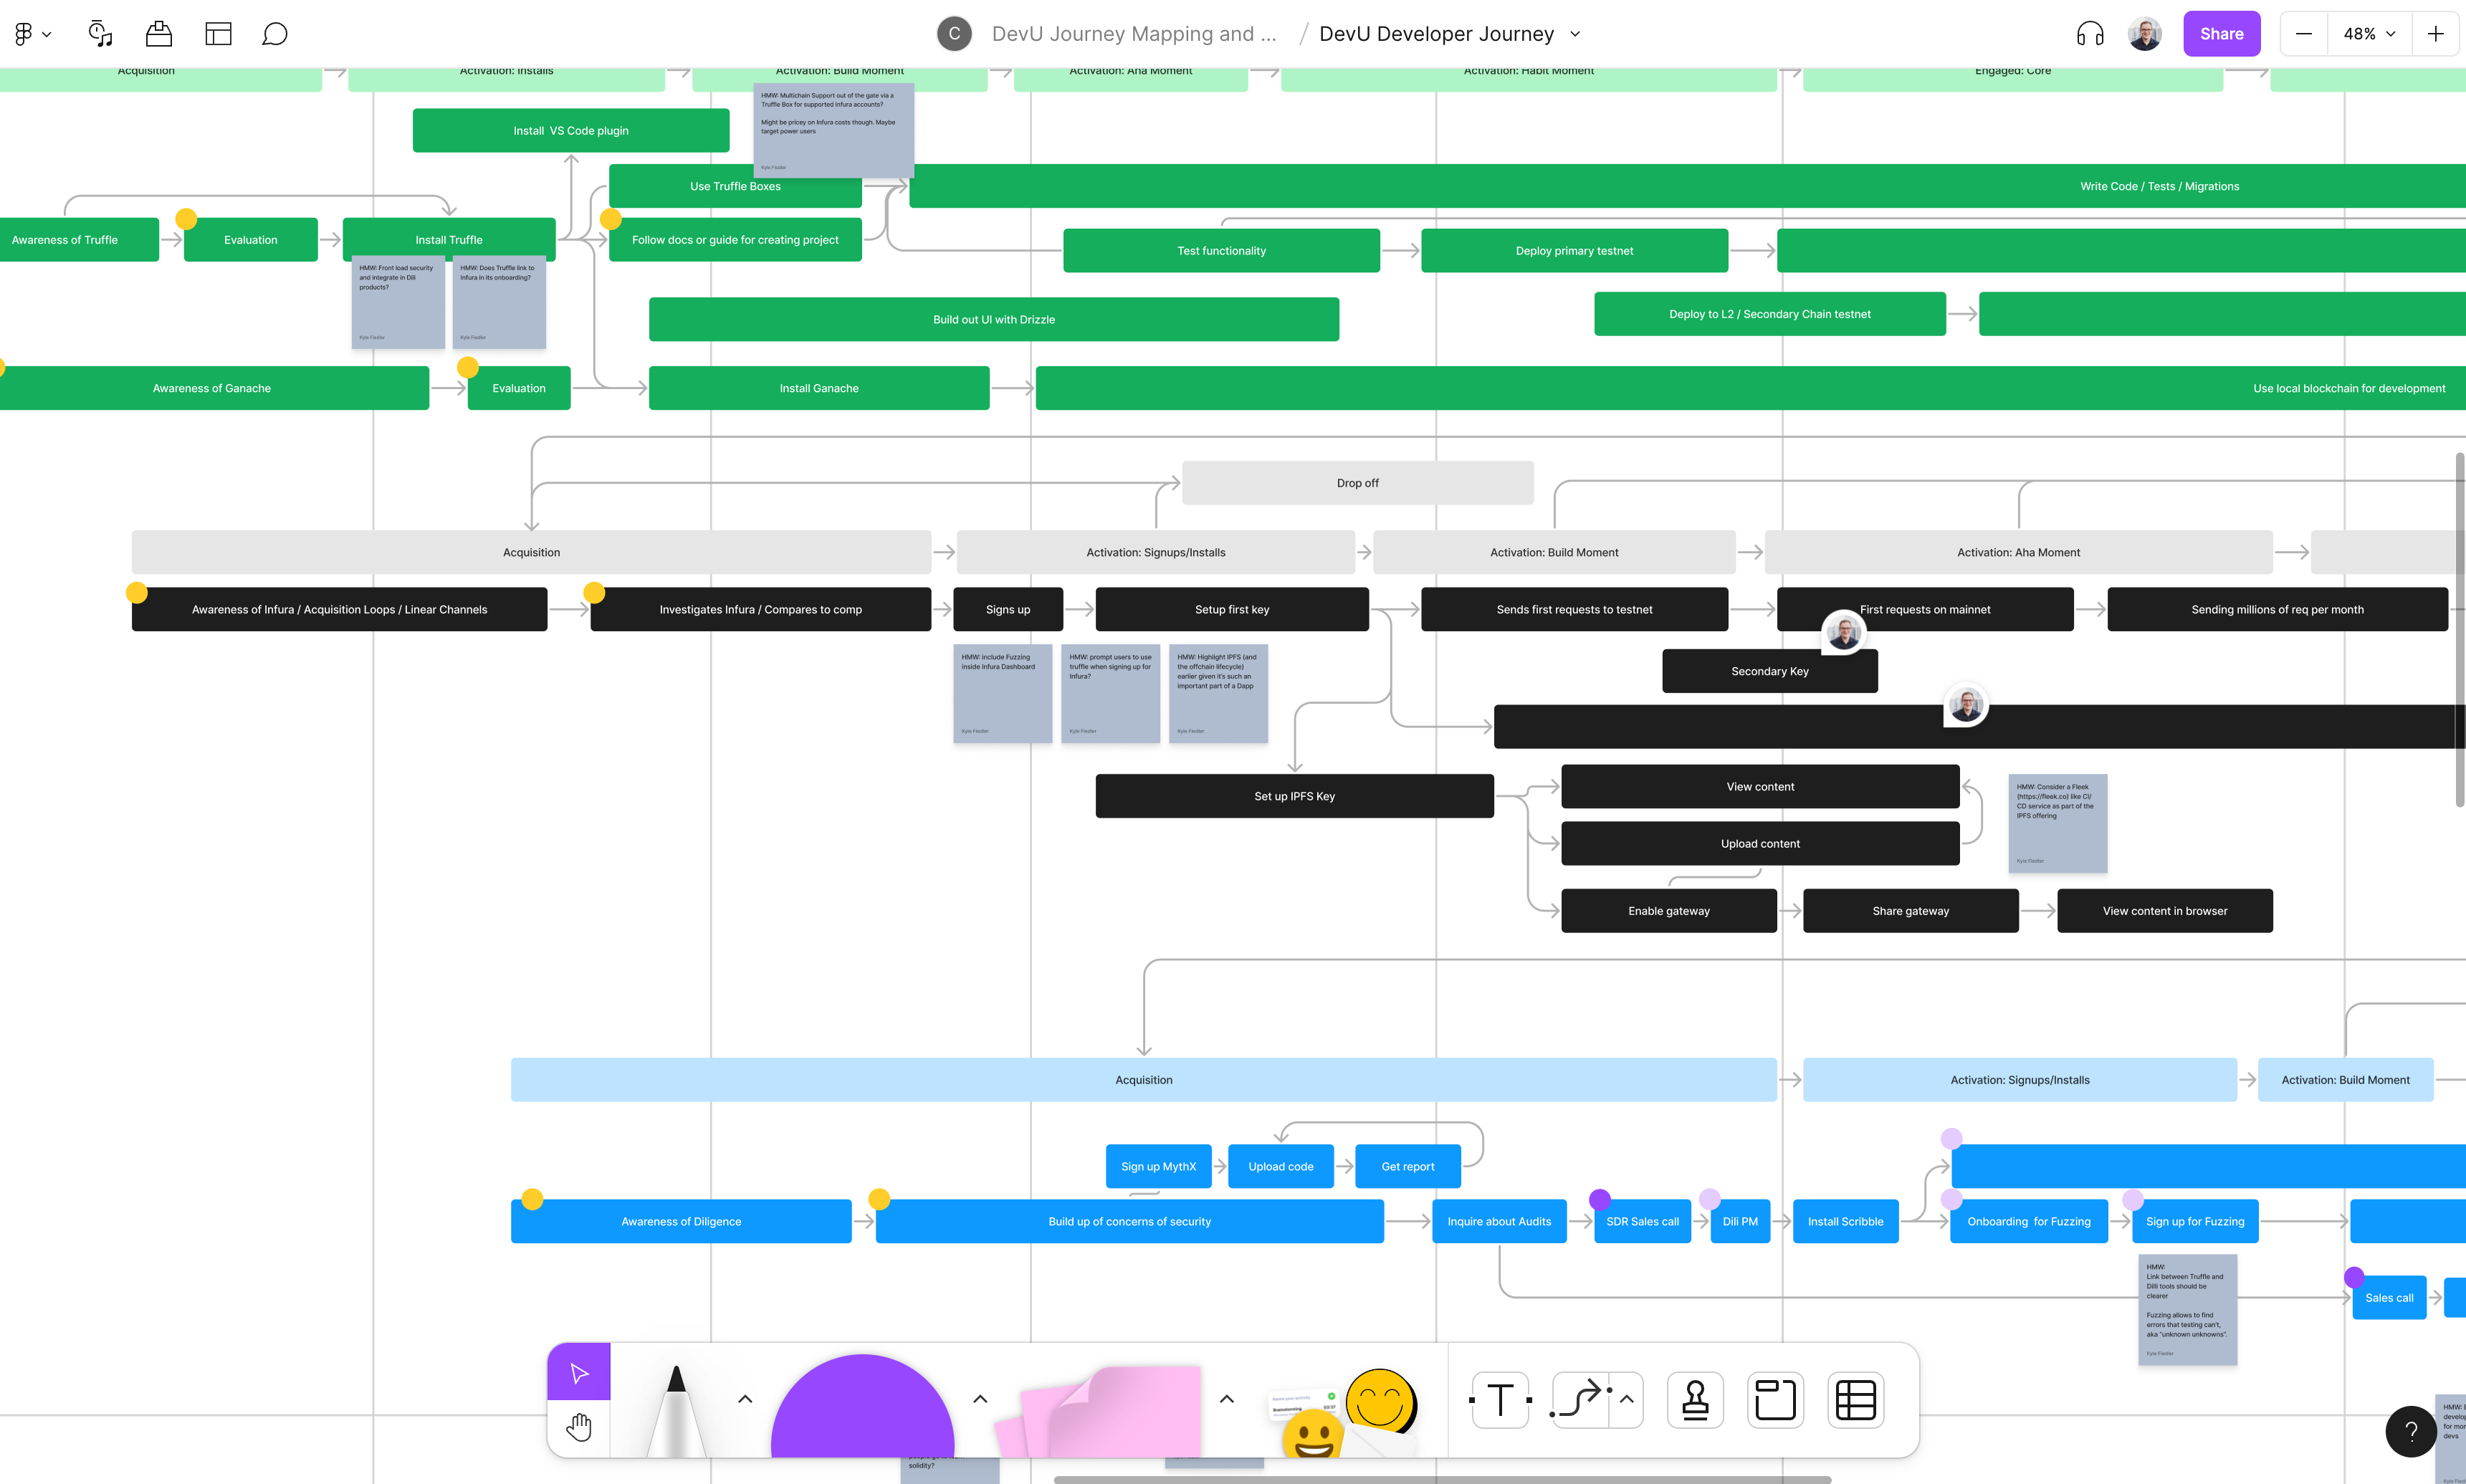 C
DevU Journey Mapping and ...
/
DevU Developer Journey
Share
48%
Acquisition
Activation: Installs
Activation: Build Moment
Activation: Aha Moment
Activation: Habit Moment
Engaged: Core
HMW: Multichain Support out of the gate via a
Truffle Box for supported Infura accounts?
Might be pricey on Infura costs though. Maybe
target power users
Kyle Fiedler
Install VS Code plugin
Use Truffle Boxes
Write Code / Tests / Migrations
Awareness of Truffle
Evaluation
Install Truffle
Follow docs or guide for creating project
Test functionality
Deploy primary testnet
HMW: Front load security
and integrate in Dili
products?
Kyle Fiedler
HMW: Does Truffle link to
Infura in its onboarding?
Kyle Fiedler
Build out UI with Drizzle
Deploy to L2 / Secondary Chain testnet
Awareness of Ganache
Evaluation
Install Ganache
Use local blockchain for development
Drop off
Acquisition
Activation: Signups/Installs
Activation: Build Moment
Activation: Aha Moment
Awareness of Infura / Acquisition Loops / Linear Channels
Investigates Infura / Compares to comp
Signs up
Setup first key
Sends first requests to testnet
First requests on mainnet
Sending millions of req per month
HMW: include Fuzzing
inside Infura Dashboard
Kyle Fiedler
HMW: prompt users to use
truffle when signing up for
Infura?
Kyle Fiedler
HMW: Highlight IPFS (and
the offchain lifecycle)
earlier given it's such an
important part of a Dapp
Kyle Fiedler
Secondary Key
Set up IPFS Key
View content
Upload content
HMW: Consider a Fleek
(https://fleek.co) like CI/
CD service as part of the
IPFS offering
Kyle Fiedler
Enable gateway
Share gateway
View content in browser
Acquisition
Activation: Signups/Installs
Activation: Build Moment
Sign up MythX
Upload code
Get report
Awareness of Diligence
Build up of concerns of security
Inquire about Audits
SDR Sales call
Dili PM
Install Scribble
Onboarding for Fuzzing
Sign up for Fuzzing
HMW:
Link between Truffle and
Dilli tools should be
clearer
Fuzzing allows to find
errors that testing can't,
aka "unknown unknowns".
Kyle Fiedler
Sales call
T
Brainstorming
solidity?
?
HMW:
for mor
devs